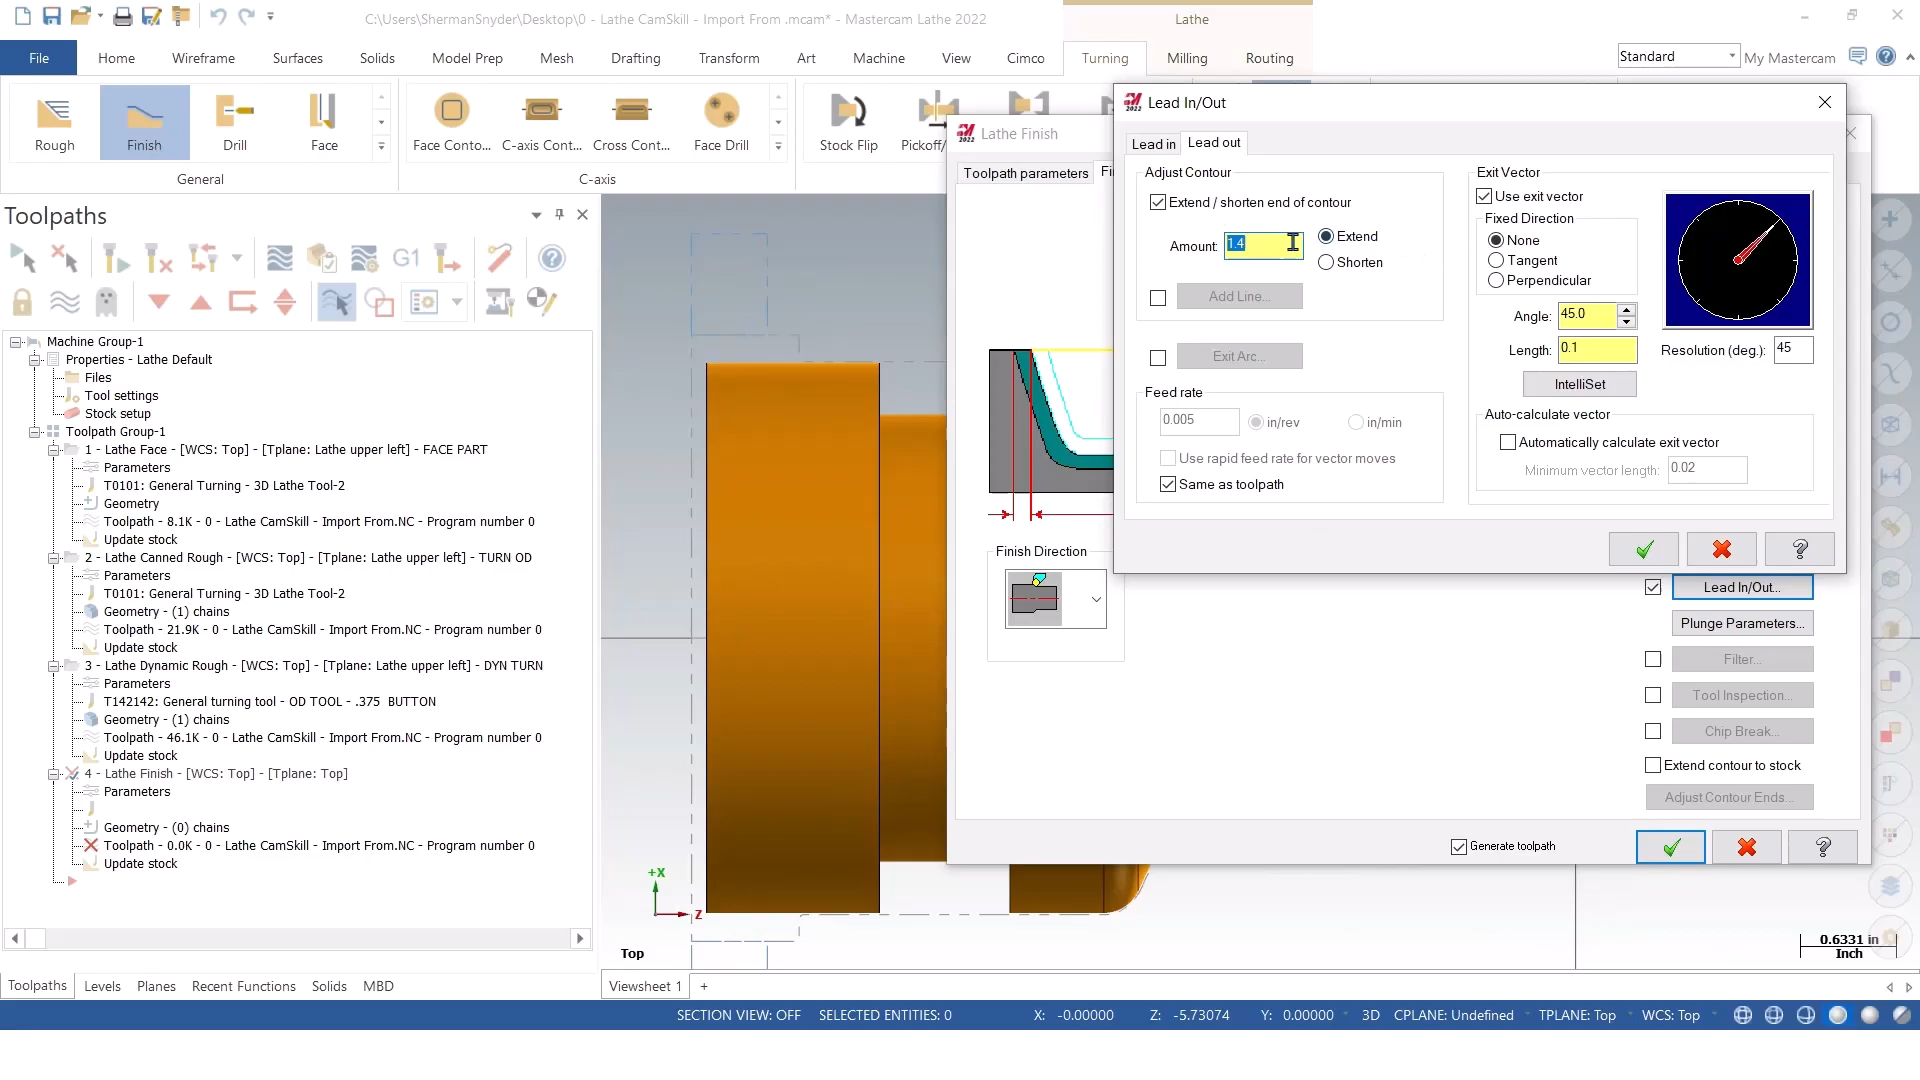 C:\Users\ShermanSnyder\Desktop\0 - Lathe CamSkill - Import From .mcam* - Mastercam Lathe 2022
Lathe
File Home Wireframe Surfaces Solids Model Prep Mesh Drafting Transform Art Machine View Cimco Turning Milling Routing
Standard My Mastercam
Rough Finish Drill Face
General
Face Conto... C-axis Cont... Cross Cont... Face Drill
C-axis
Stock Flip Pickoff/
Toolpaths
G1
Machine Group-1
Properties - Lathe Default
Files
Tool settings
Stock setup
Toolpath Group-1
1 - Lathe Face - [WCS: Top] - [Tplane: Lathe upper left] - FACE PART
Parameters
T0101: General Turning - 3D Lathe Tool-2
Geometry
Toolpath - 8.1K - 0 - Lathe CamSkill - Import From.NC - Program number 0
Update stock
2 - Lathe Canned Rough - [WCS: Top] - [Tplane: Lathe upper left] - TURN OD
Parameters
T0101: General Turning - 3D Lathe Tool-2
Geometry - (1) chains
Toolpath - 21.9K - 0 - Lathe CamSkill - Import From.NC - Program number 0
Update stock
3 - Lathe Dynamic Rough - [WCS: Top] - [Tplane: Lathe upper left] - DYN TURN
Parameters
T142142: General turning tool - OD TOOL - .375 BUTTON
Geometry - (1) chains
Toolpath - 46.1K - 0 - Lathe CamSkill - Import From.NC - Program number 0
Update stock
4 - Lathe Finish - [WCS: Top] - [Tplane: Top]
Parameters
Geometry - (0) chains
Toolpath - 0.0K - 0 - Lathe CamSkill - Import From.NC - Program number 0
Update stock
Toolpaths Levels Planes Recent Functions Solids MBD
+X
Z
Top
Viewsheet 1 +
0.6331 in
Inch
2022 Lathe Finish
Toolpath parameters
Finish Direction
Lead In/Out...
Plunge Parameters...
Filter...
Tool Inspection...
Chip Break...
Extend contour to stock
Adjust Contour Ends...
Generate toolpath
2022 Lead In/Out
Lead in Lead out
Adjust Contour
Extend / shorten end of contour
Amount: 1.4
Extend
Shorten
Add Line...
Exit Arc...
Feed rate
0.005 in/rev in/min
Use rapid feed rate for vector moves
Same as toolpath
Exit Vector
Use exit vector
Fixed Direction
None
Tangent
Perpendicular
Angle: 45.0
Length: 0.1
Resolution (deg.): 45
IntelliSet
Auto-calculate vector
Automatically calculate exit vector
Minimum vector length: 0.02
SECTION VIEW: OFF SELECTED ENTITIES: 0 X: -0.00000 Z: -5.73074 Y: 0.00000 3D CPLANE: Undefined TPLANE: Top WCS: Top